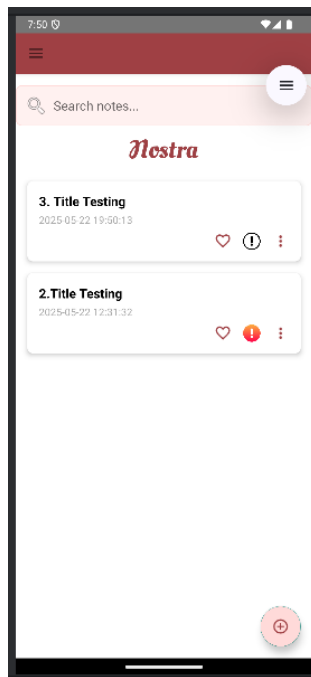 7:50
Search notes...
Nostra
3. Title Testing
2025-05-22 19:50:13
2.Title Testing
2025-05-22 12:31:32